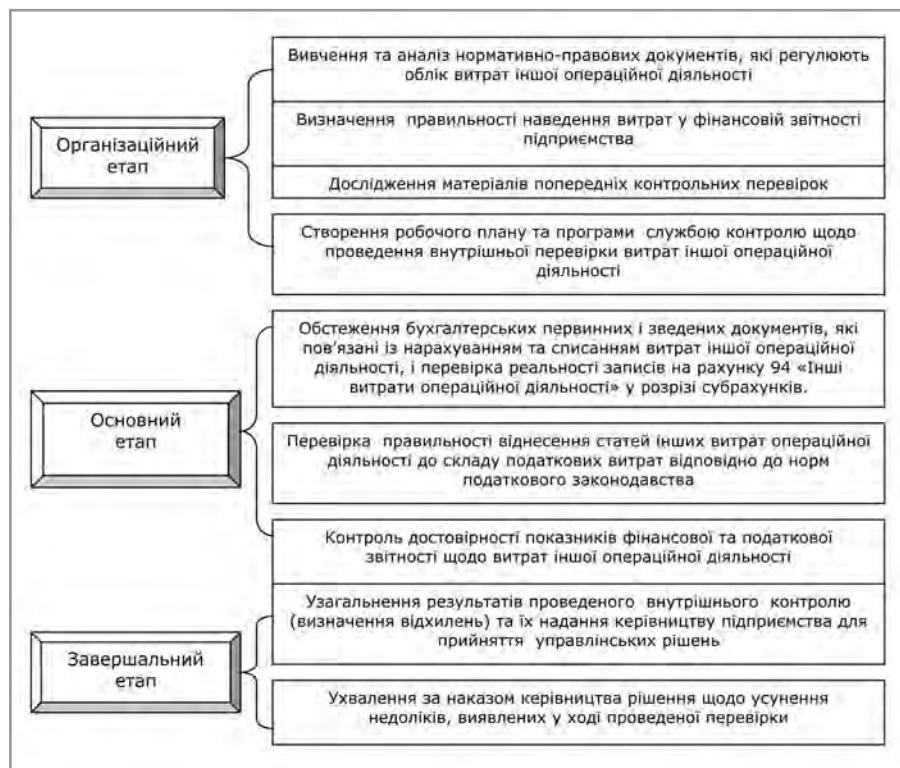 Організаційний
етап
Вивчення та аналіз нормативно-правових документів, які регулюють
облік витрат іншої операційної діяльності
Визначення правильності наведення витрат у фінансовій звітності
підприємства
Дослідження матеріалів попередніх контрольних перевірок
Створення робочого плану та програми службою контролю щодо
проведення внутрішньої перевірки витрат іншої операційної
діяльності
Основний
етап
Обстеження бухгалтерських первинних і зведених документів, які
пов’язані із нарахуванням та списанням витрат іншої операційної
діяльності, і перевірка реальності записів на рахунку 94 «Інші
витрати операційної діяльності» у розрізі субрахунків.
Перевірка правильності віднесення статей інших витрат операційної
діяльності до складу податкових витрат відповідно до норм
податкового законодавства
Контроль достовірності показників фінансової та податкової
звітності щодо витрат іншої операційної діяльності
Завершальний
етап
Узагальнення результатів проведеного внутрішнього контролю
(визначення відхилень) та їх надання керівництву підприємства для
прийняття управлінських рішень
Ухвалення за наказом керівництва рішення щодо усунення
недоліків, виявлених у ході проведеної перевірки